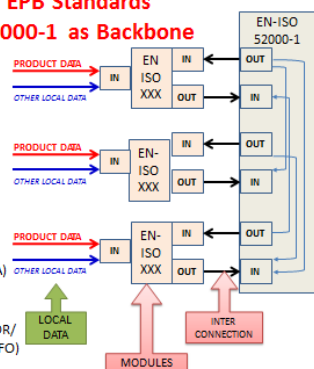 EPB Standards
000-1 as Backbone
EN-ISO
52000-1
PRODUCT DATA
OTHER LOCAL DATA
IN
EN
ISO
XXX
IN
OUT
OUT
IN
PRODUCT DATA
OTHER LOCAL DATA
IN
EN-
ISO
XXX
IN
OUT
OUT
IN
PRODUCT DATA
A) OTHER LOCAL DATA
IN
EN-
ISO
XXX
IN
OUT
OUT
IN
OR/
FO)
LOCAL
DATA
MODULES
INTER
CONNECTION